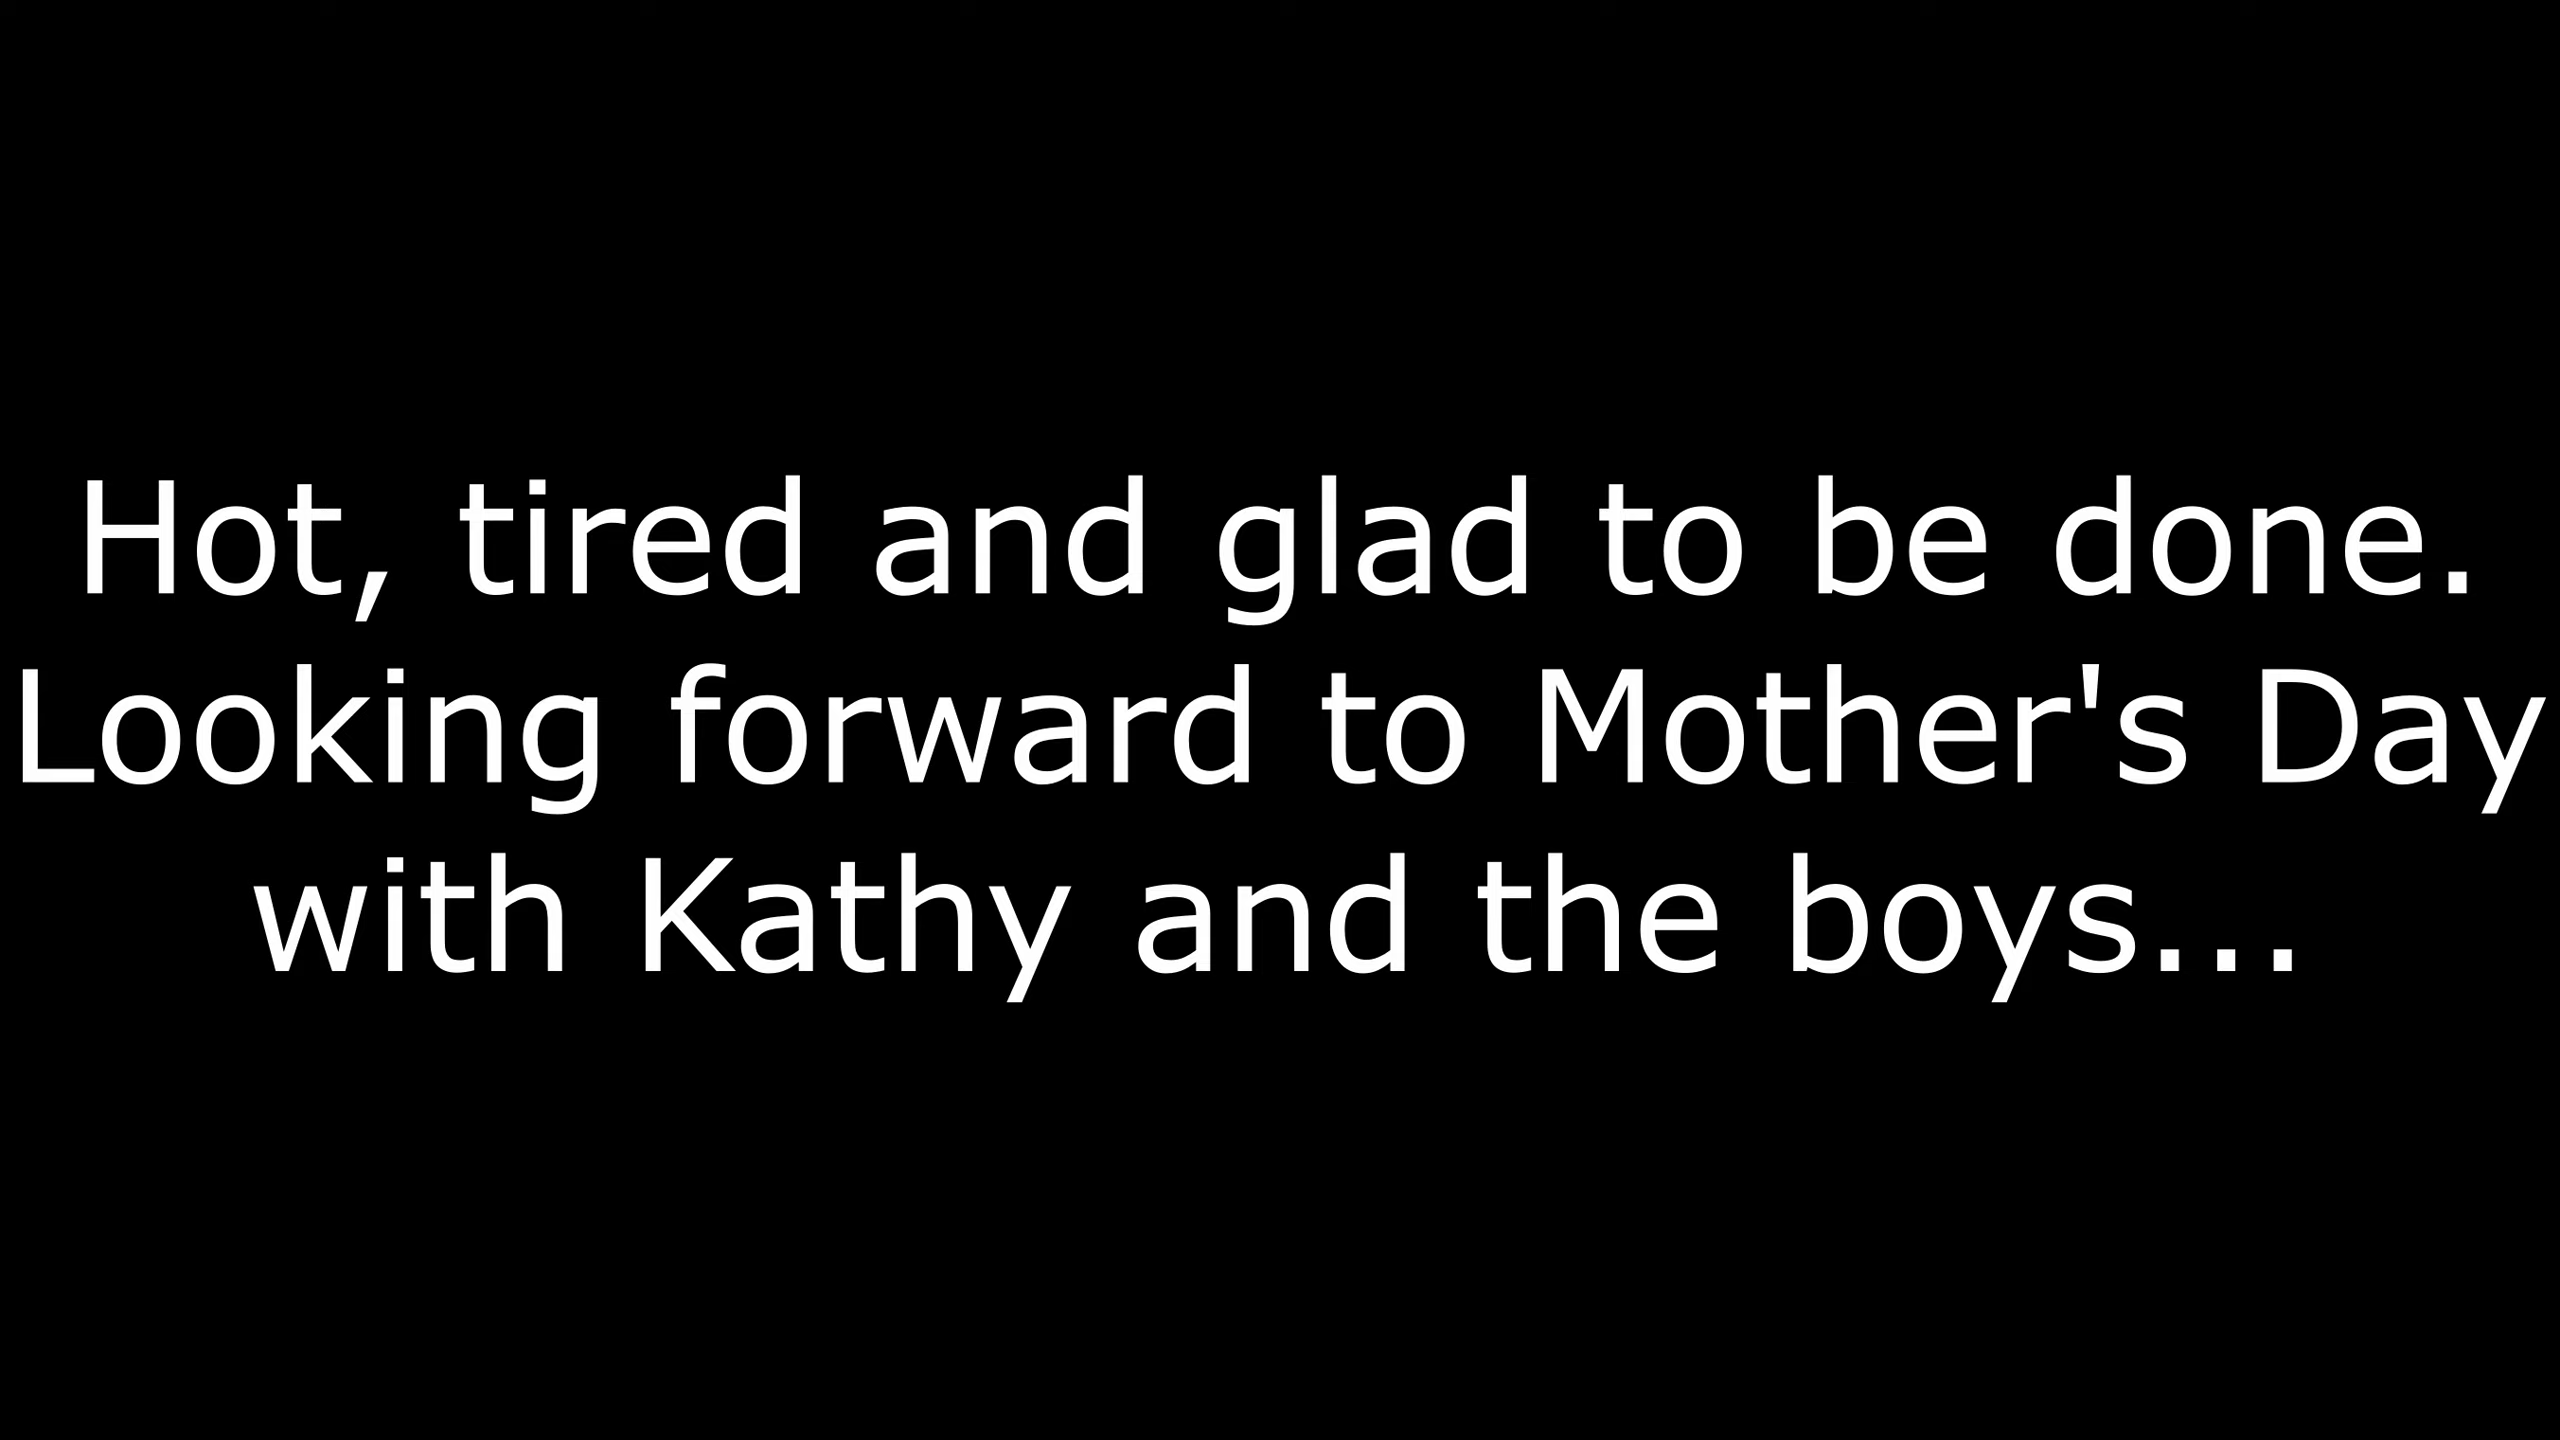 Hot, tired and glad to be done.
Looking forward to Mother's Day
with Kathy and the boys...